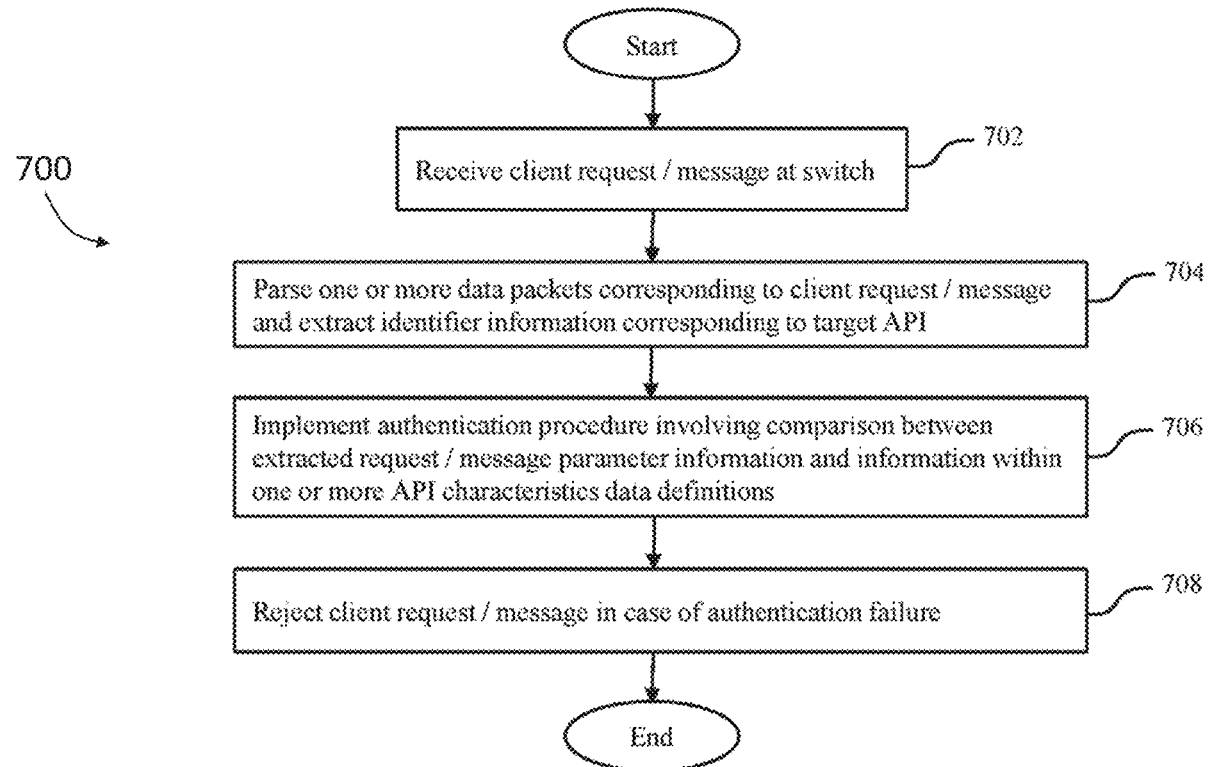 Start
702
Receive client request / message at switch
700
704
Parse one or more data packets corresponding to client request / message
and extract identifier information corresponding to target API
706
Implement authentication procedure involving comparison between
extracted request / message parameter information and information within
one or more API characteristics data definitions
708
Reject client request / message in case of authentication failure
End